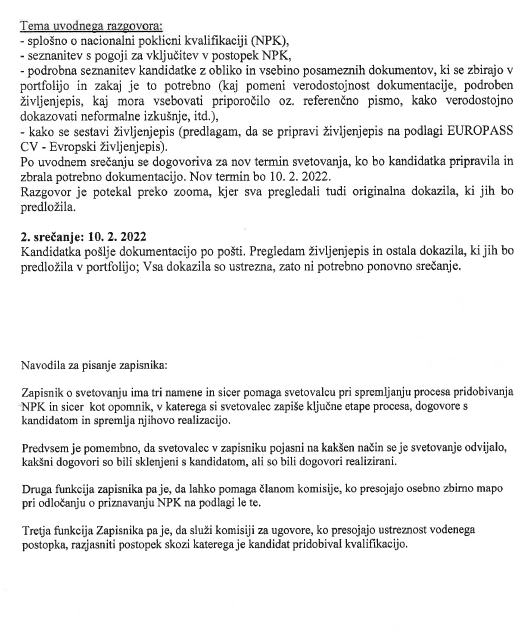 Tema uvodnega razgovora:
- splošno o nacionalni poklicni kvalifikaciji (NPK),
- seznanitev s pogoji za vključitev v postopek NPK,
- podrobna seznanitev kandidatke z obliko in vsebino posameznih dokumentov, ki se zbirajo v
portfolijo in zakaj je to potrebno (kaj pomeni verodostojnost dokumentacije, podroben
življenjepis, kaj mora vsebovati priporočilo oz. referenčno pismo, kako verodostojno
dokazovati neformalne izkušnje, itd.),
- kako se sestavi življenjepis (predlagam, da se pripravi življenjepis na podlagi EUROPASS
CV - Evropski življenjepis).
Po uvodnem srečanju se dogovoriva za nov termin svetovanja, ko bo kandidatka pripravila in
zbrala potrebno dokumentacijo. Nov termin bo 10. 2. 2022.
Razgovor je potekal preko zooma, kjer sva pregledali tudi originalna dokazila, ki jih bo
predložila.
2. srečanje: 10. 2. 2022
Kandidatka pošlje dokumentacijo po pošti. Pregledam življenjepis in ostala dokazila, ki jih bo
predložila v portfolijo; Vsa dokazila so ustrezna, zato ni potrebno ponovno srečanje.
Navodila za pisanje zapisnika:
Zapisnik o svetovanju ima tri namene in sicer pomaga svetovalcu pri spremljanju procesa pridobivanja
NPK in sicer kot opomnik, v katerega si svetovalec zapiše ključne etape procesa, dogovore s
kandidatom in spremlja njihovo realizacijo.
Predvsem je pomembno, da svetovalec v zapisniku pojasni na kakšen način se je svetovanje odvijalo,
kakšni dogovori so bili sklenjeni s kandidatom, ali so bili dogovori realizirani.
Druga funkcija zapisnika pa je, da lahko pomaga članom komisije, ko presojajo osebno zbirno mapo
pri odločanju o priznavanju NPK na podlagi le te.
Tretja funkcija Zapisnika pa je, da služi komisiji za ugovore, ko presojajo ustreznost vodenega
postopka, razjasniti postopek skozi katerega je kandidat pridobival kvalifikacijo.